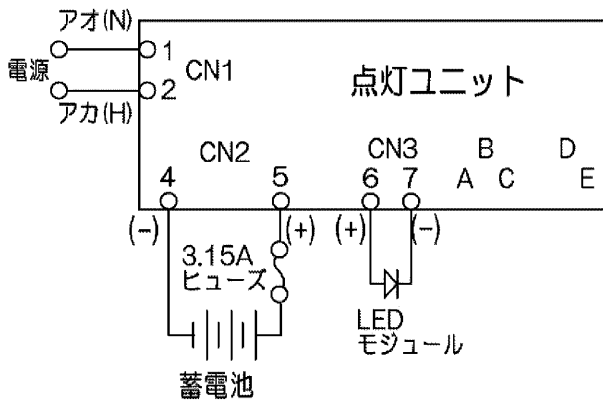 アオ(N)
1
電源
CN1
2
アカ(H)
点灯ユニット
CN2
CN3
B
D
4
5
6
7
A
C
E
(-)
(+)
(+)
(-)
3.15A
ヒューズ
LED
モジュール
蓄電池